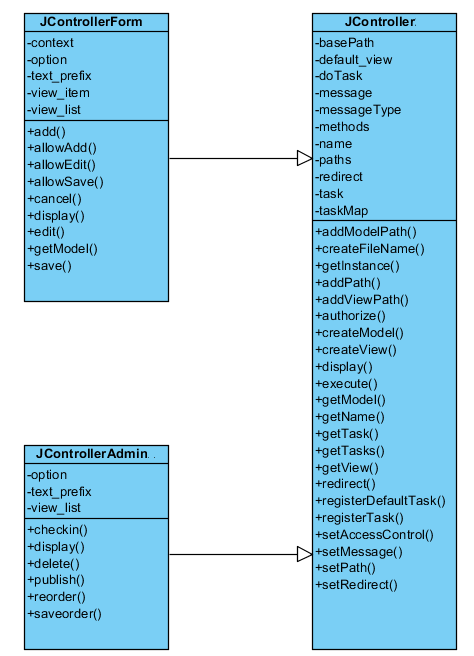 JControllerForm
-context
-option
-text_prefix
-view_item
-view_list
+add()
+allowAdd()
+allowEdit()
+allowSave()
+cancel()
+display()
+edit()
+getModel()
+save()
JController
-basePath
-default_view
-doTask
-message
-messageType
-methods
-name
-paths
-redirect
-task
-taskMap
+addModelPath()
+createFileName()
+getInstance()
+addPath()
+addViewPath()
+authorize()
+createModel()
+createView()
+display()
+execute()
+getModel()
+getName()
+getTask()
+getTasks()
+getView()
+redirect()
+registerDefaultTask()
+registerTask()
+setAccessControl()
+setMessage()
+setPath()
+setRedirect()
JControllerAdmin
-option
-text_prefix
-view_list
+checkin()
+display()
+delete()
+publish()
+reorder()
+saveorder()